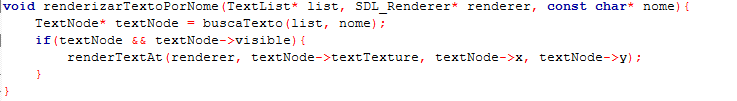 void renderizarTextoPorNome(TextList* list, SDL_Renderer* renderer, const char* nome){
    TextNode* textNode = buscaTexto(list, nome);
    if(textNode && textNode->visible){
        renderTextAt(renderer, textNode->textTexture, textNode->x, textNode->y);
    }
}